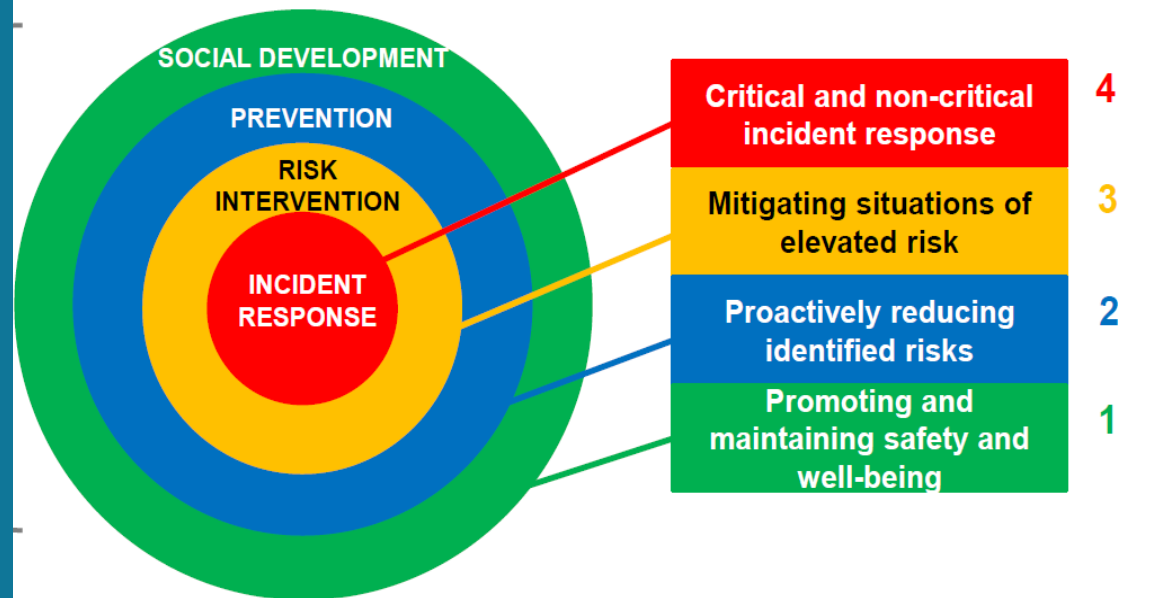 SOCIAL DEVELOPMENT
PREVENTION
RISK
INTERVENTION
INCIDENT
RESPONSE
Critical and non-critical
incident response
4
Mitigating situations of
elevated risk
3
Proactively reducing
identified risks
2
Promoting and
maintaining safety and
well-being
1